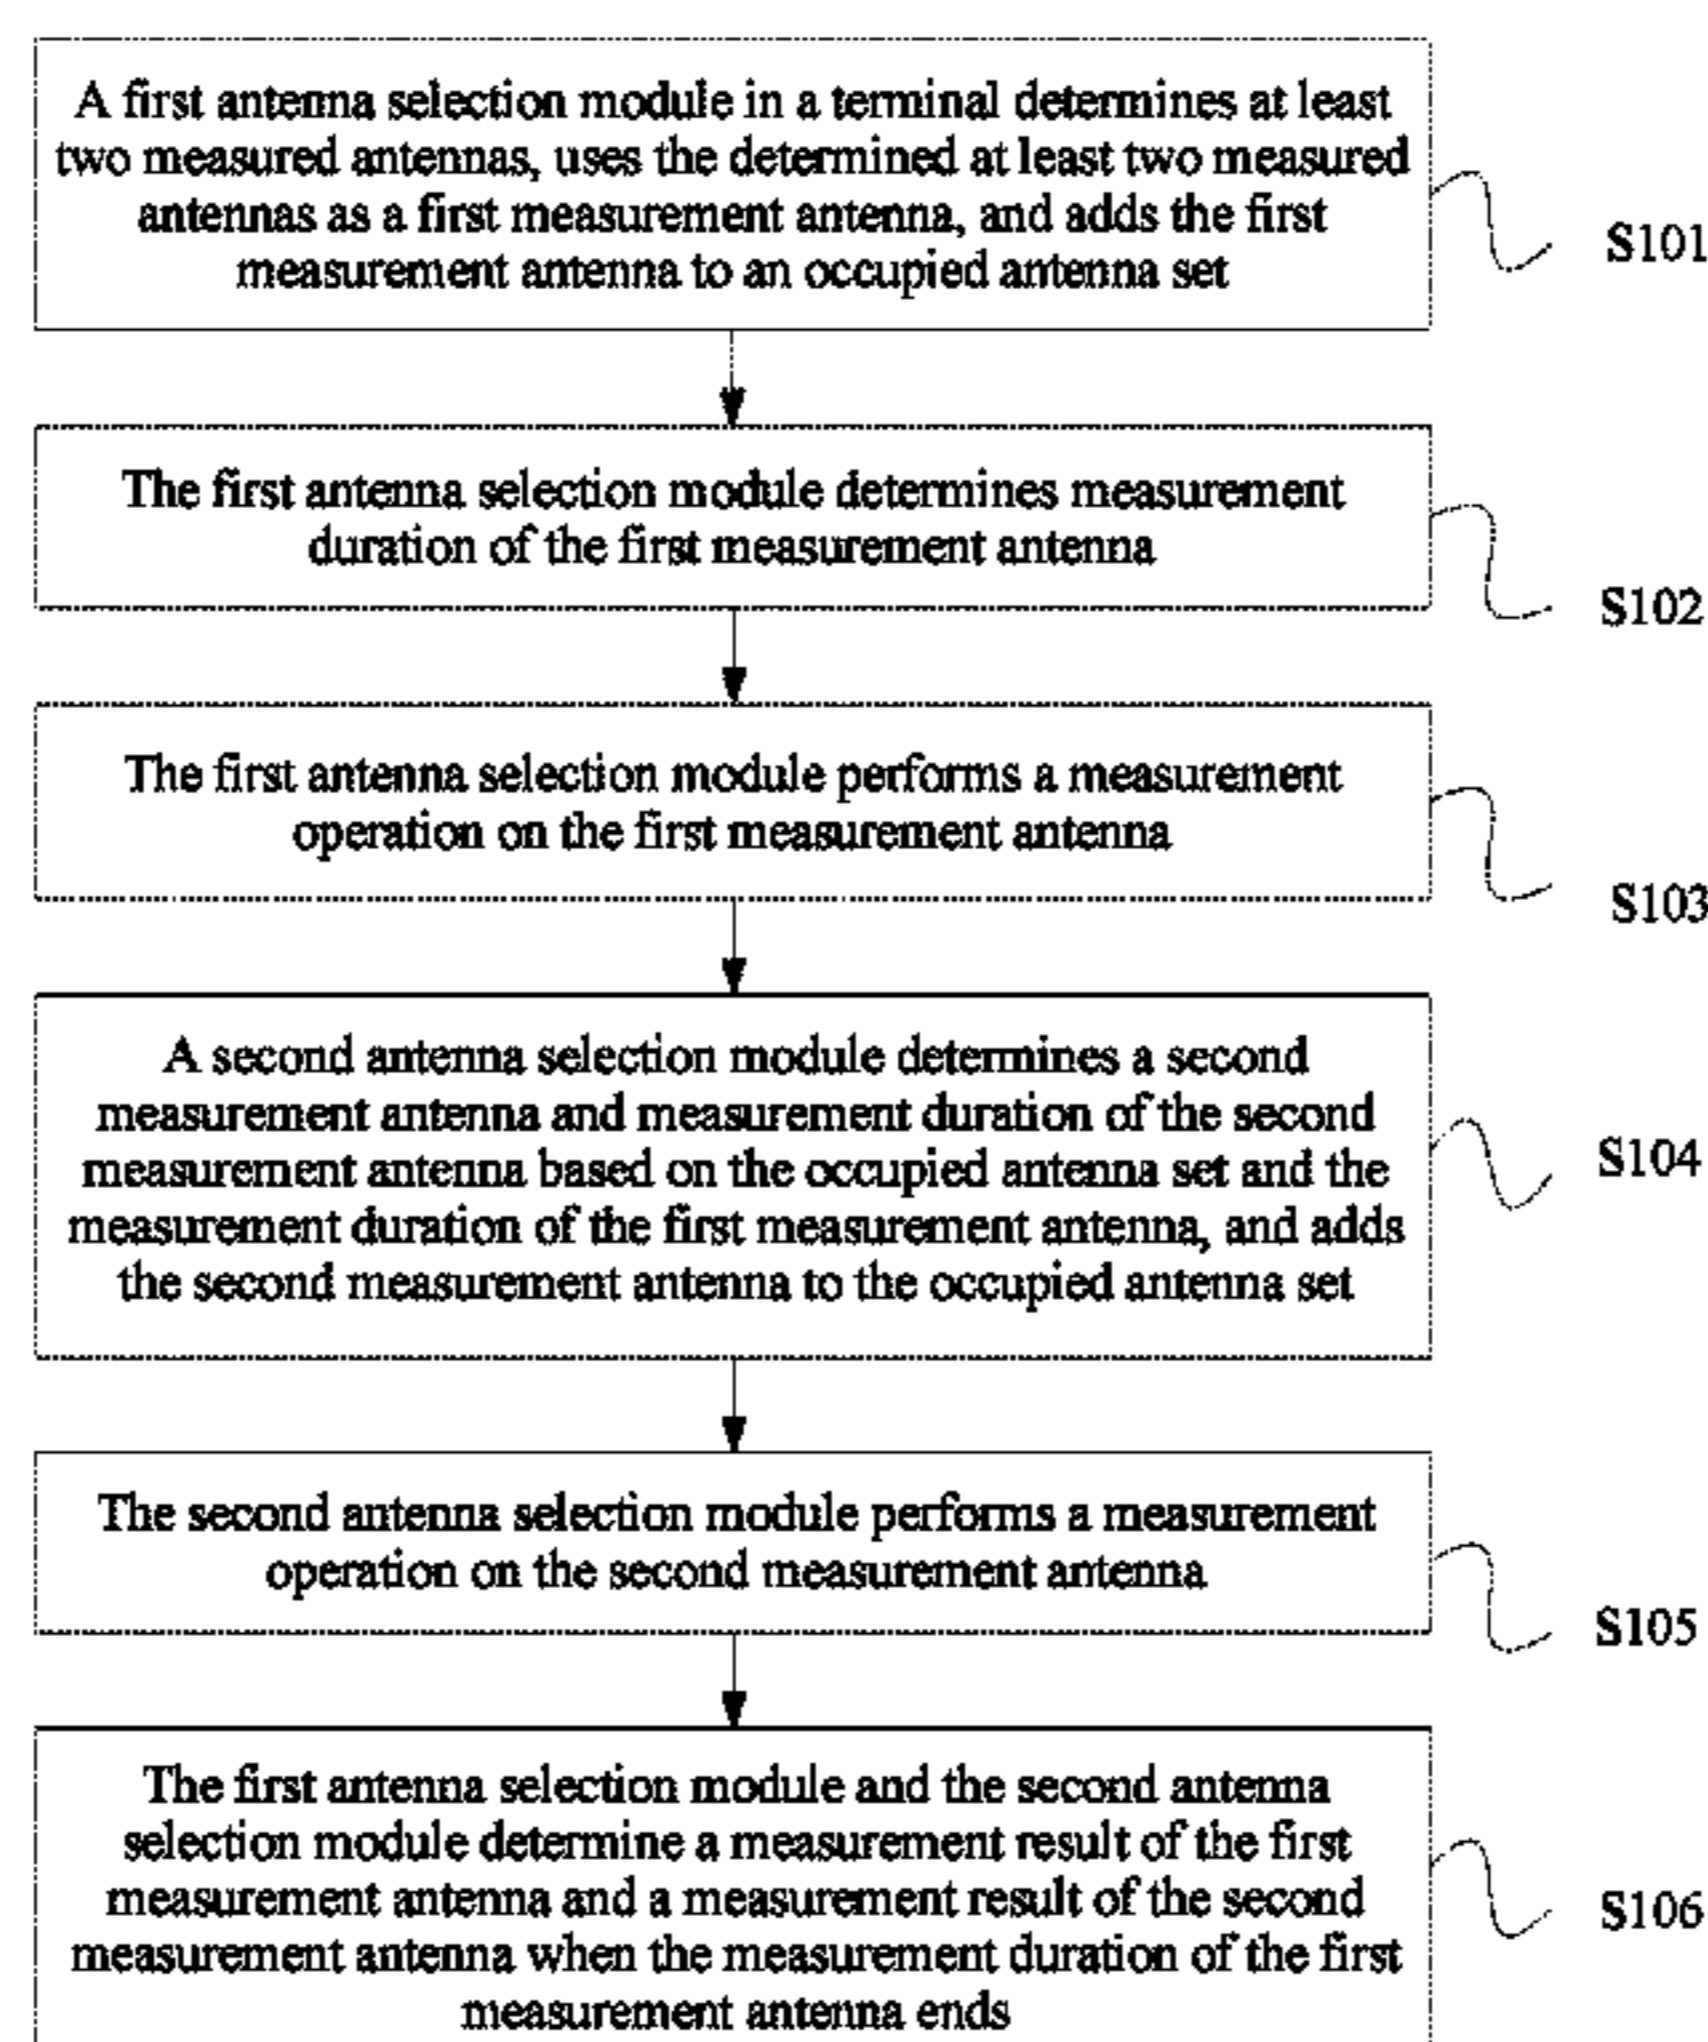 A first antenna selection module in a terminal determines at least
two measured antennas, uses the determined at least two measured
antennas as a first measurement antenna, and adds the first
measurement antenna to an occupied antenna set
S101
The first antenna selection module determines measurement
duration of the first measurement antenna
S102
The first antenna selection module performs a measurement
operation on the first measurement antenna
S103
A second antenna selection module determines a second
measurement antenna and measurement duration of the second
measurement antenna based on the occupied antenna set and the
measurement duration of the first measurement antenna, and adds
the second measurement antenna to the occupied antenna set
S104
The second antenna selection module performs a measurement
operation on the second measurement antenna
S105
The first antenna selection module and the second antenna
selection module determine a measurement result of the first
measurement antenna and a measurement result of the second
measurement antenna when the measurement duration of the first
measurement antenna ends
S106